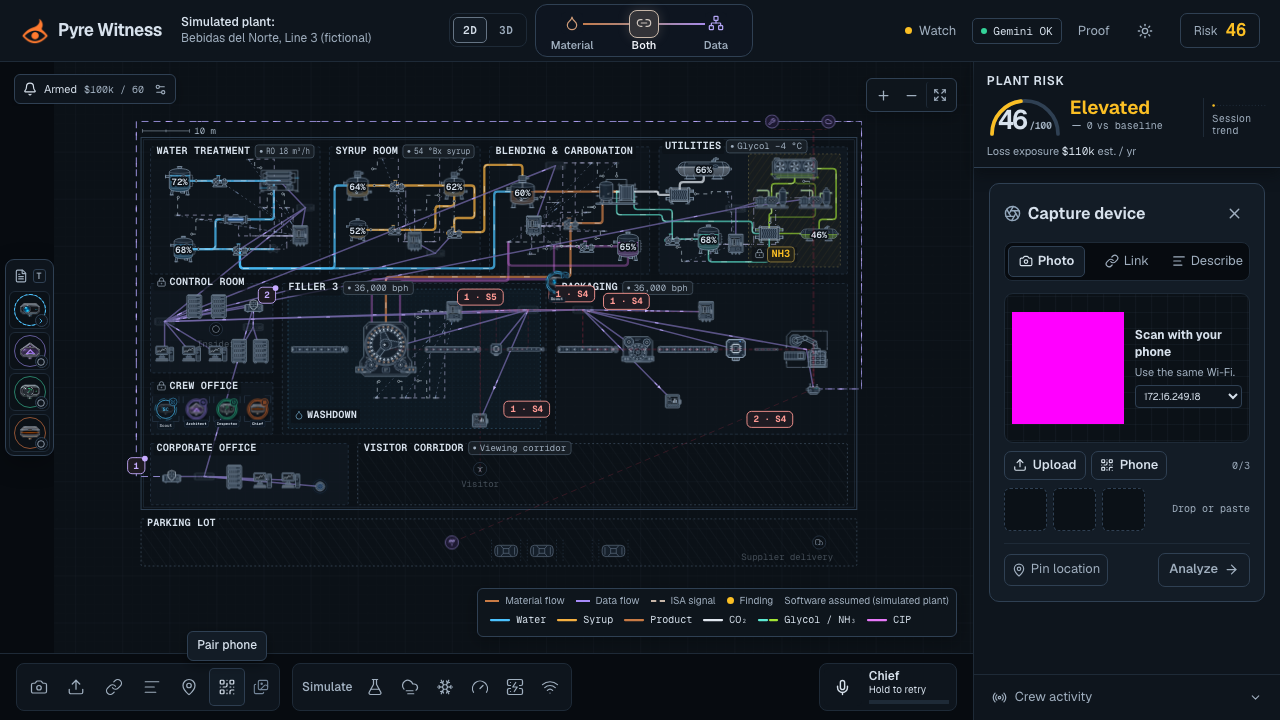 Pyre Witness
Simulated plant:
Bebidas del Norte, Line 3 (fictional)
2D
3D
Material
Both
Data
Watch
Gemini OK
Proof
Risk 46
Armed $100k / 60
10 m
WATER TREATMENT
RO 18 m³/h
SYRUP ROOM
54 °Bx syrup
BLENDING & CARBONATION
UTILITIES
Glycol −4 °C
72%
68%
64%
62%
52%
60%
65%
66%
68%
46%
NH3
CONTROL ROOM
2
FILLER 3
36,000 bph
1 · S5
PACKAGING
36,000 bph
1 · S4
1 · S4
CREW OFFICE
Scout
Architect
Inspector
Chief
WASHDOWN
1 · S4
2 · S4
CORPORATE OFFICE
1
VISITOR CORRIDOR
Viewing corridor
Visitor
PARKING LOT
Supplier delivery
T
Material flow
Data flow
ISA signal
Finding
Software assumed (simulated plant)
Water
Syrup
Product
CO₂
Glycol / NH₃
CIP
Pair phone
Simulate
Chief
Hold to retry
PLANT RISK
46 /100
Elevated
— 0 vs baseline
Session trend
Loss exposure $110k est. / yr
Capture device
Photo
Link
Describe
Scan with your
phone
Use the same Wi-Fi.
172.16.249.18
Upload
Phone
0/3
Drop or paste
Pin location
Analyze
Crew activity